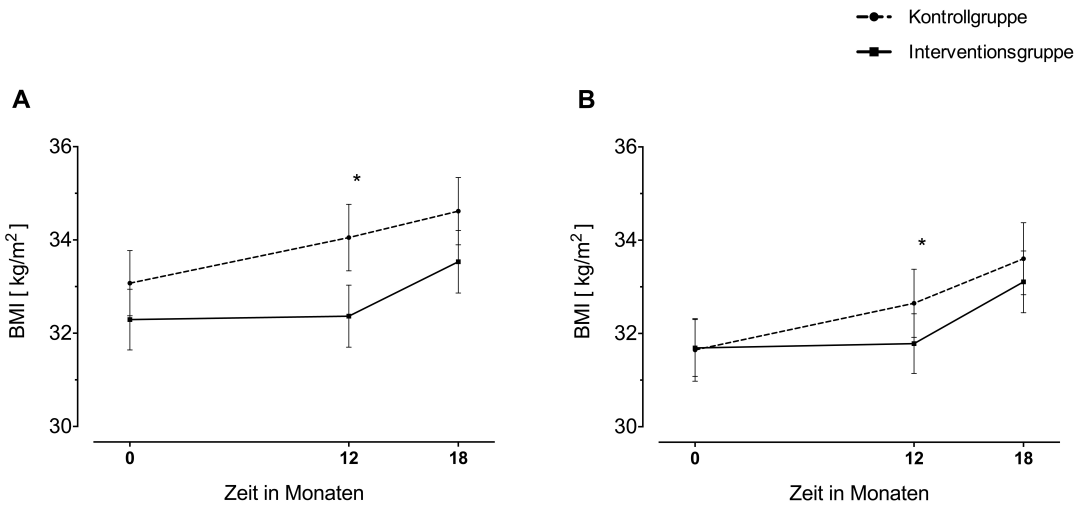 Kontrollgruppe
Interventionsgruppe
A
36
34
32
30
BMI [ kg/m²]
*
0
12
18
Zeit in Monaten
B
36
34
32
30
BMI [ kg/m²]
*
0
12
18
Zeit in Monaten